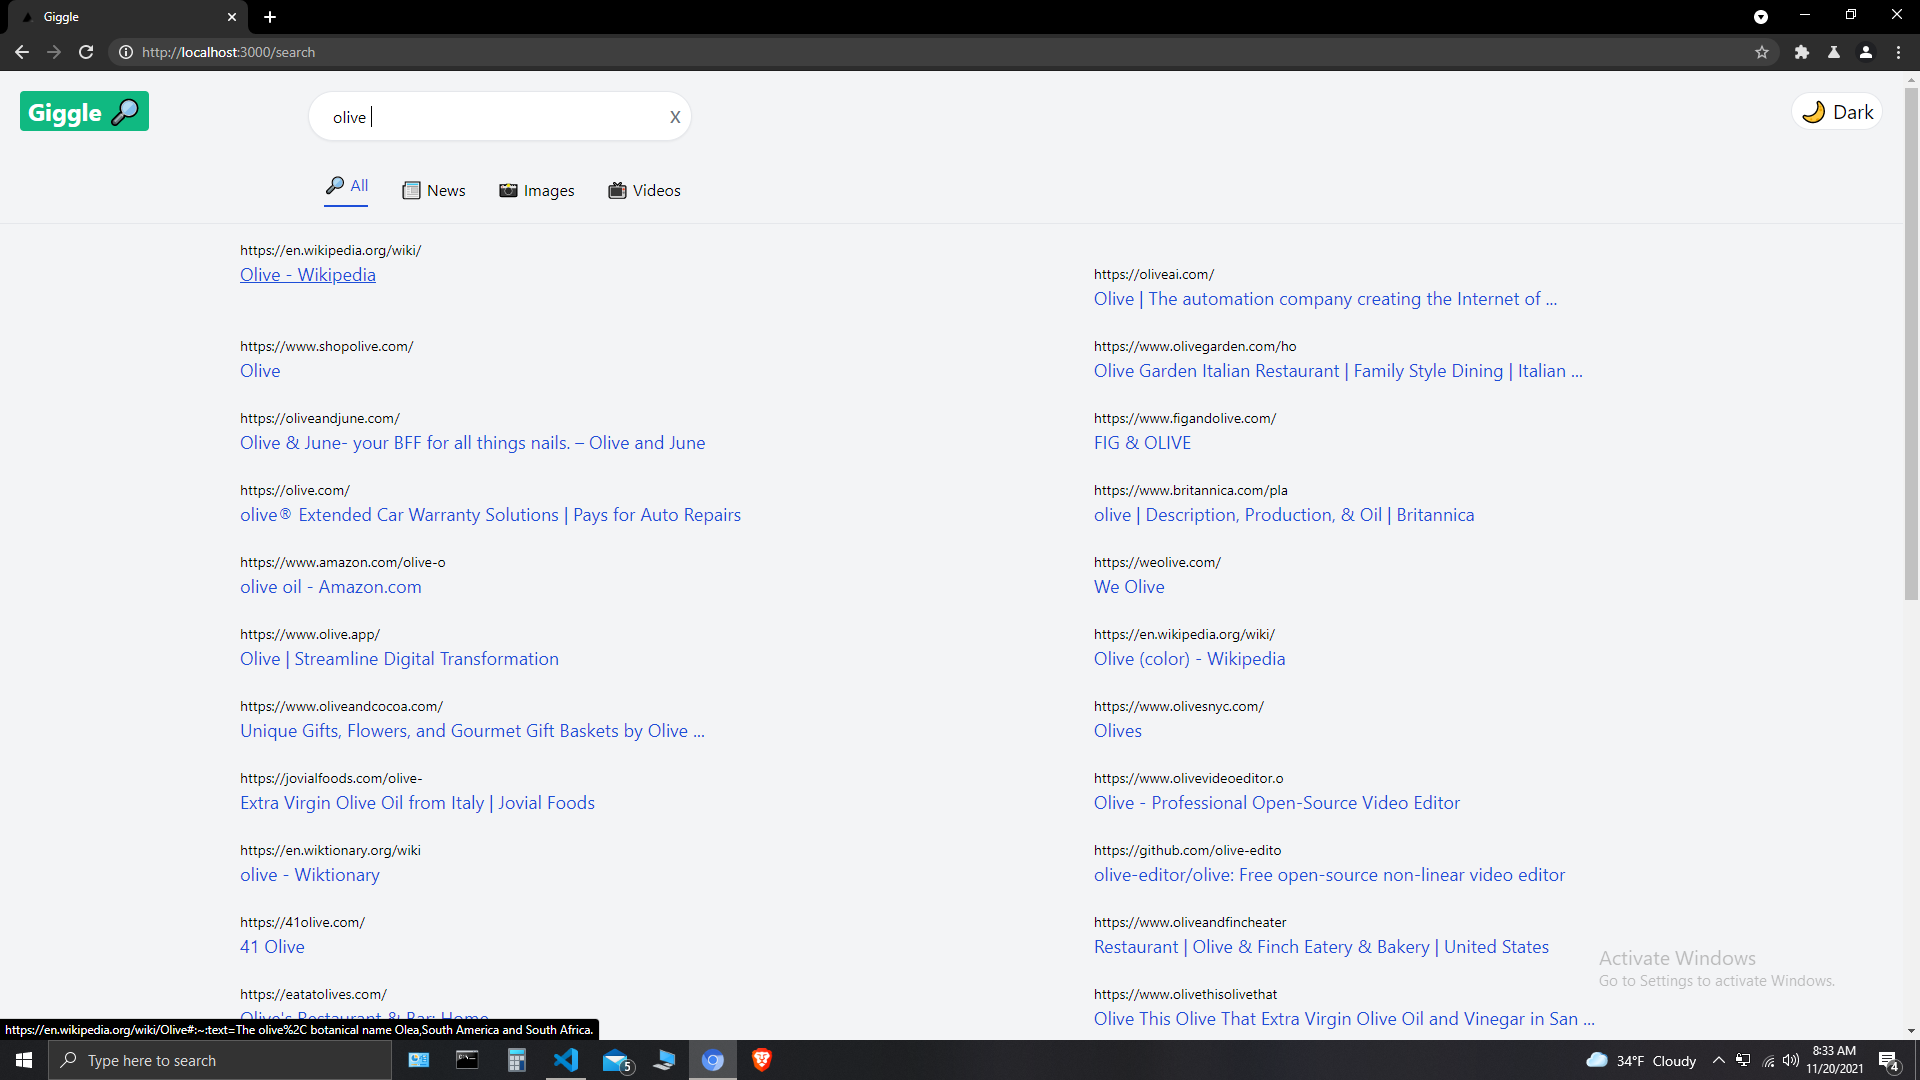 Giggle
http://localhost:3000/search
Giggle
olive
X
Dark
All
News
Images
Videos
https://en.wikipedia.org/wiki/
Olive - Wikipedia
https://oliveai.com/
Olive | The automation company creating the Internet of ...
https://www.shopolive.com/
Olive
https://www.olivegarden.com/ho
Olive Garden Italian Restaurant | Family Style Dining | Italian ...
https://oliveandjune.com/
Olive & June- your BFF for all things nails. – Olive and June
https://www.figandolive.com/
FIG & OLIVE
https://olive.com/
olive® Extended Car Warranty Solutions | Pays for Auto Repairs
https://www.britannica.com/pla
olive | Description, Production, & Oil | Britannica
https://www.amazon.com/olive-o
olive oil - Amazon.com
https://weolive.com/
We Olive
https://www.olive.app/
Olive | Streamline Digital Transformation
https://en.wikipedia.org/wiki/
Olive (color) - Wikipedia
https://www.oliveandcocoa.com/
Unique Gifts, Flowers, and Gourmet Gift Baskets by Olive ...
https://www.olivesnyc.com/
Olives
https://jovialfoods.com/olive-
Extra Virgin Olive Oil from Italy | Jovial Foods
https://www.olivevideoeditor.o
Olive - Professional Open-Source Video Editor
https://en.wiktionary.org/wiki
olive - Wiktionary
https://github.com/olive-edito
olive-editor/olive: Free open-source non-linear video editor
https://41olive.com/
41 Olive
https://www.oliveandfincheater
Restaurant | Olive & Finch Eatery & Bakery | United States
Activate Windows
Go to Settings to activate Windows.
https://eatatolives.com/
Olive's Restaurant & Bar: Home
https://www.olivethisolivethat
Olive This Olive That Extra Virgin Olive Oil and Vinegar in San ...
https://en.wikipedia.org/wiki/Olive#:~:text=The olive%2C botanical name Olea,South America and South Africa.
Type here to search
5
34°F Cloudy
8:33 AM
11/20/2021
4